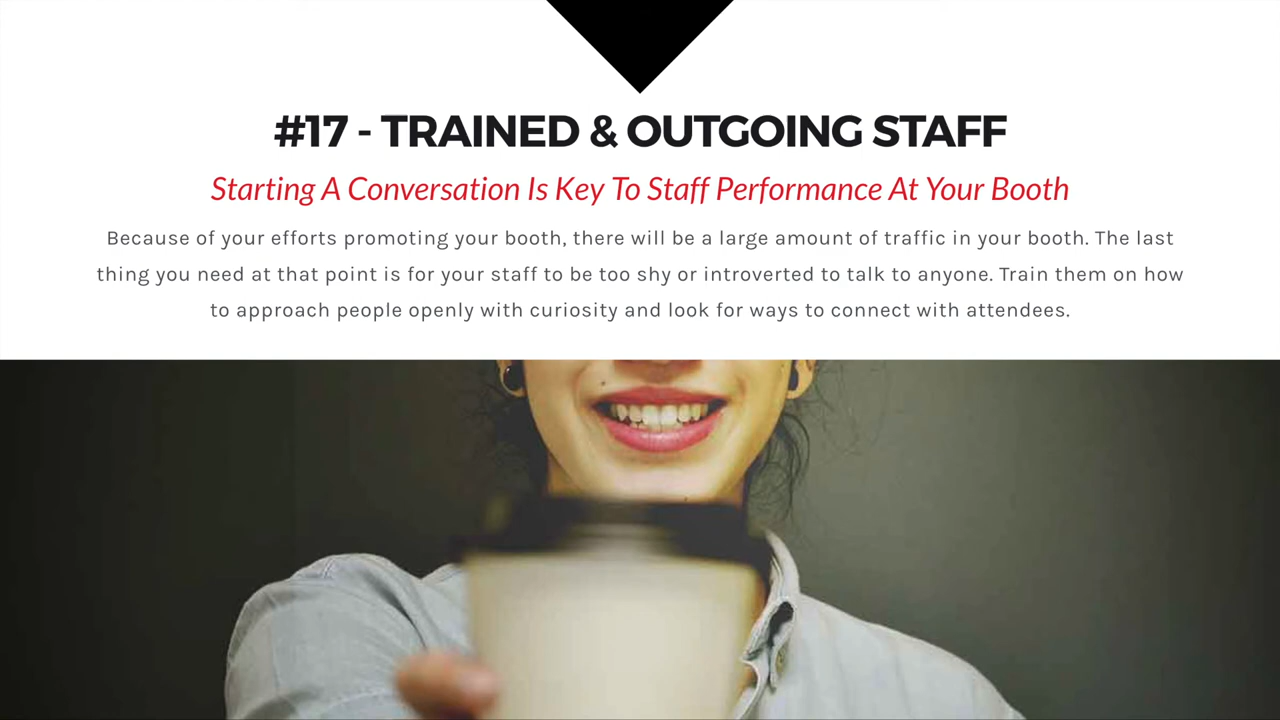 #17 - TRAINED & OUTGOING STAFF
Starting A Conversation Is Key To Staff Performance At Your Booth
Because of your efforts promoting your booth, there will be a large amount of traffic in your booth. The last
thing you need at that point is for your staff to be too shy or introverted to talk to anyone. Train them on how
to approach people openly with curiosity and look for ways to connect with attendees.